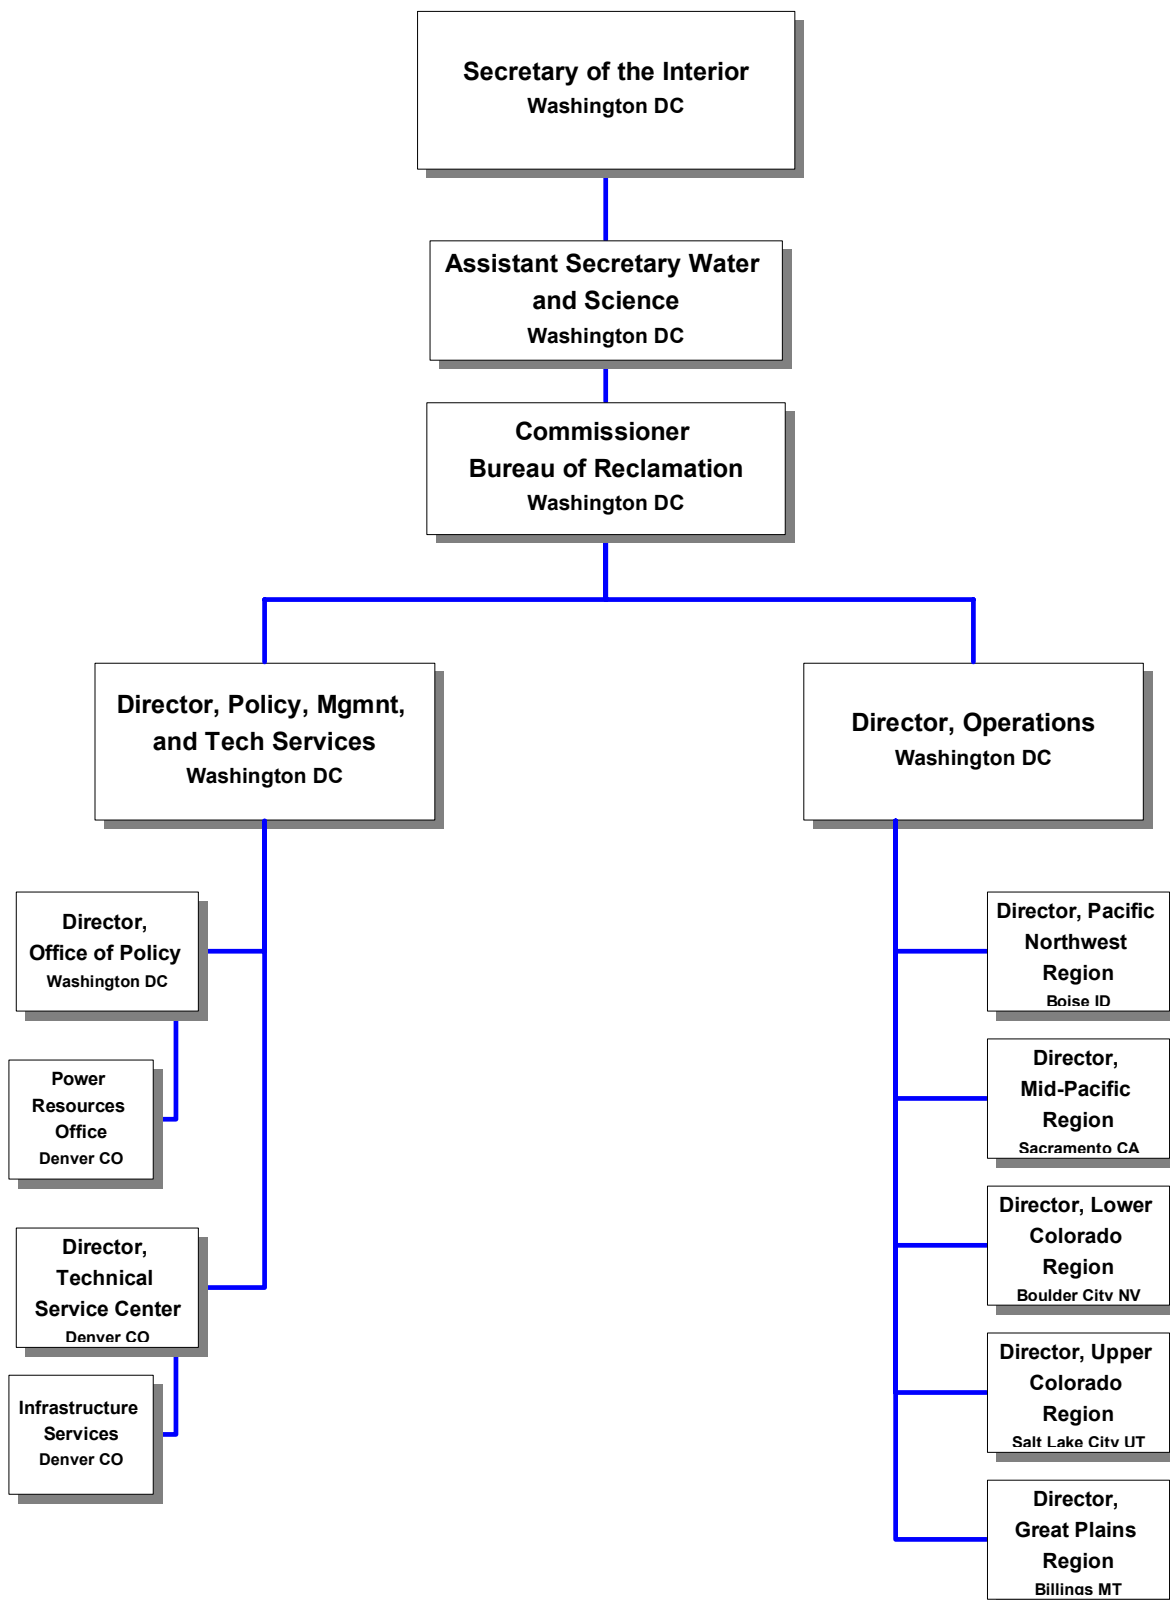 Secretary of the Interior
Washington DC
Assistant Secretary Water
and Science
Washington DC
Commissioner
Bureau of Reclamation
Washington DC
Director, Policy, Mgmnt,
and Tech Services
Washington DC
Director, Operations
Washington DC
Director,
Office of Policy
Washington DC
Power
Resources
Office
Denver CO
Director,
Technical
Service Center
Denver CO
Infrastructure
Services
Denver CO
Director, Pacific
Northwest
Region
Boise ID
Director,
Mid-Pacific
Region
Sacramento CA
Director, Lower
Colorado
Region
Boulder City NV
Director, Upper
Colorado
Region
Salt Lake City UT
Director,
Great Plains
Region
Billings MT